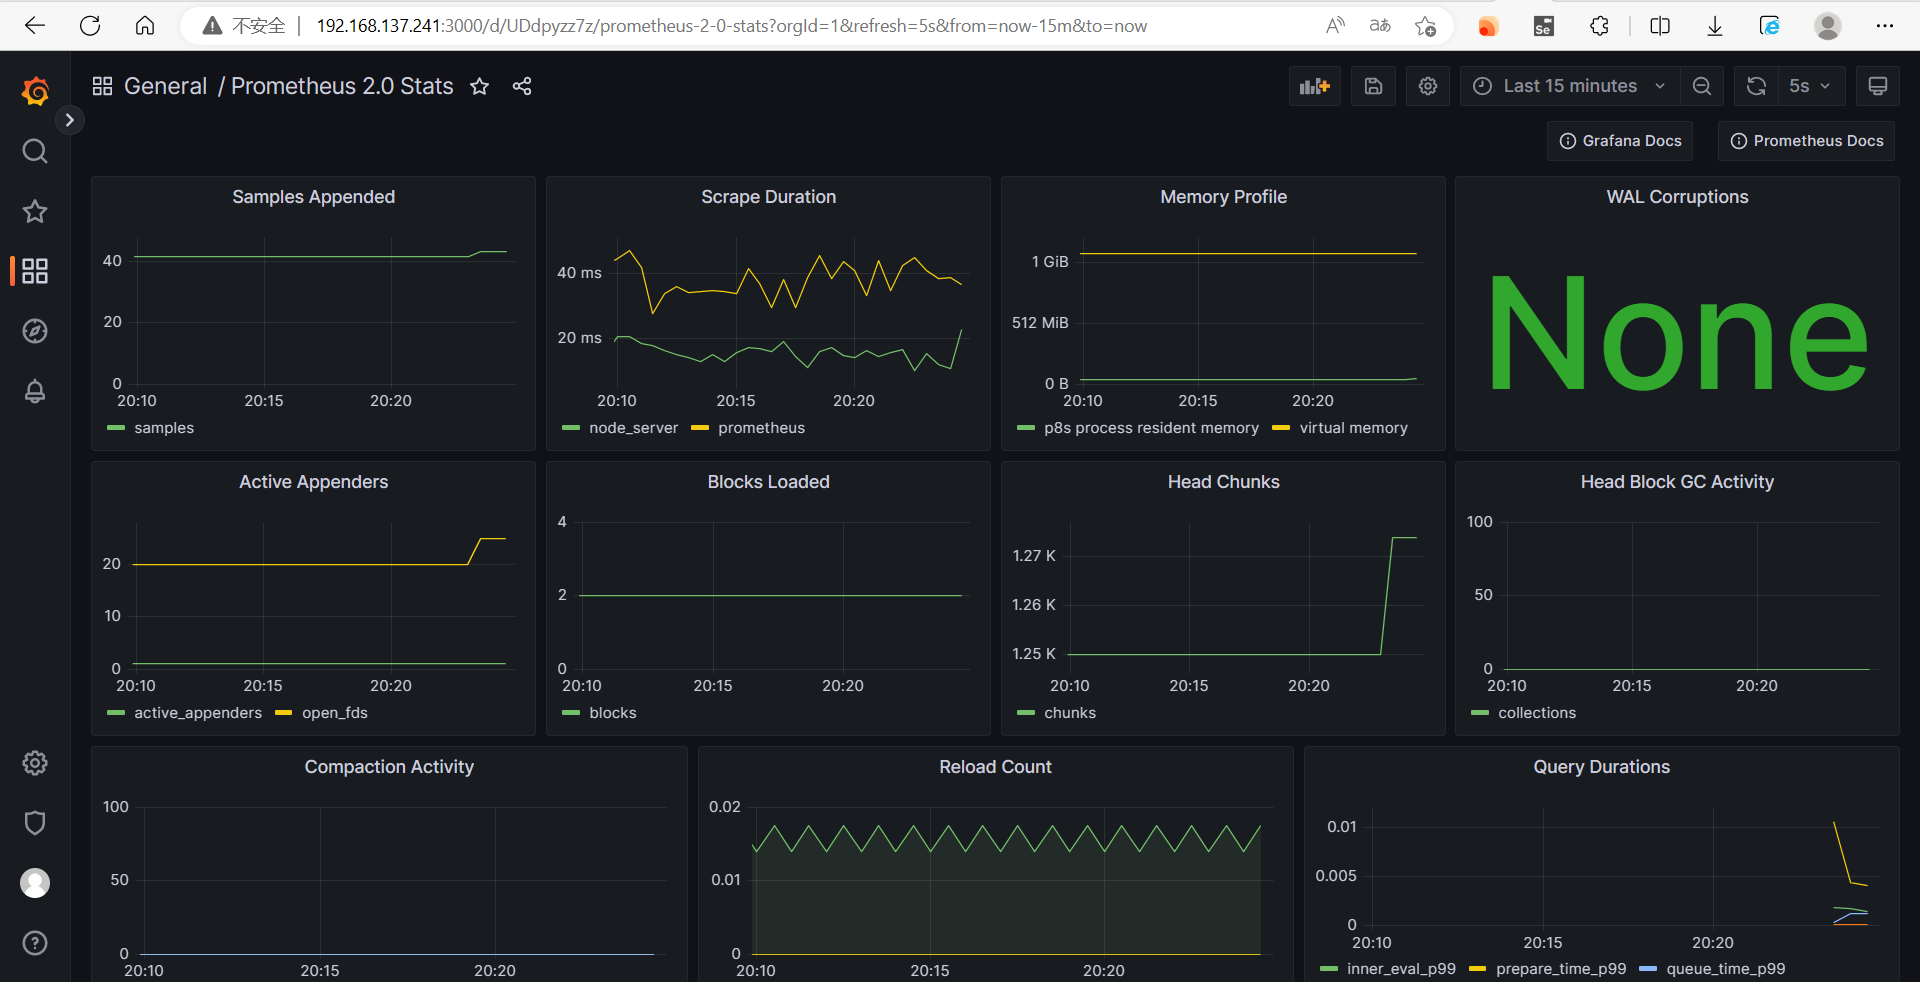 不安全 192.168.137.241:3000/d/UDdpyzz7z/prometheus-2-0-stats?orgId=1&refresh=5s&from=now-15m&to=now
General / Prometheus 2.0 Stats
Last 15 minutes
5s
Grafana Docs
Prometheus Docs
Samples Appended
40
20
0
20:10 20:15 20:20
samples
Scrape Duration
40 ms
20 ms
20:10 20:15 20:20
node_server prometheus
Memory Profile
1 GiB
512 MiB
0 B
20:10 20:15 20:20
p8s process resident memory virtual memory
WAL Corruptions
None
Active Appenders
20
10
0
20:10 20:15 20:20
active_appenders open_fds
Blocks Loaded
4
2
0
20:10 20:15 20:20
blocks
Head Chunks
1.27 K
1.26 K
1.25 K
20:10 20:15 20:20
chunks
Head Block GC Activity
100
50
0
20:10 20:15 20:20
collections
Compaction Activity
100
50
0
20:10 20:15 20:20
Reload Count
0.02
0.01
0
20:10 20:15 20:20
Query Durations
0.01
0.005
0
20:10 20:15 20:20
inner_eval_p99 prepare_time_p99 queue_time_p99